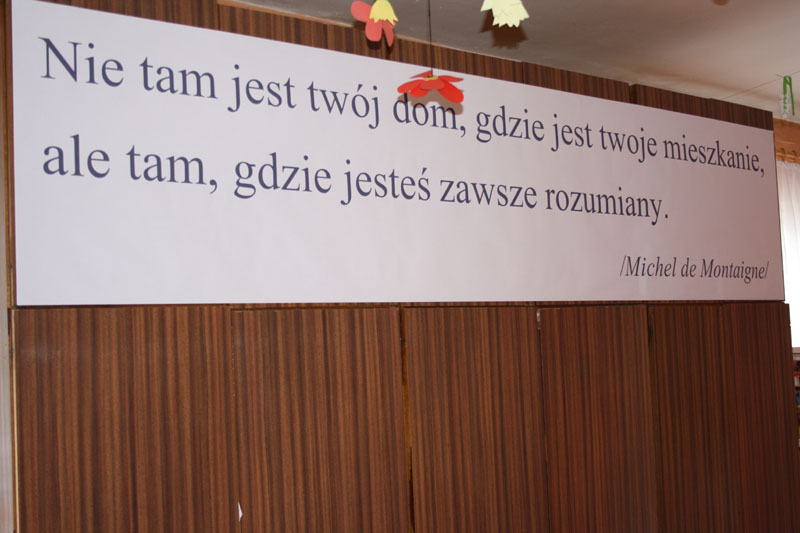 Nie tam jest twój dom, gdzie jest twoje mieszkanie,
ale tam, gdzie jesteś zawsze rozumiany.
/Michel de Montaigne/